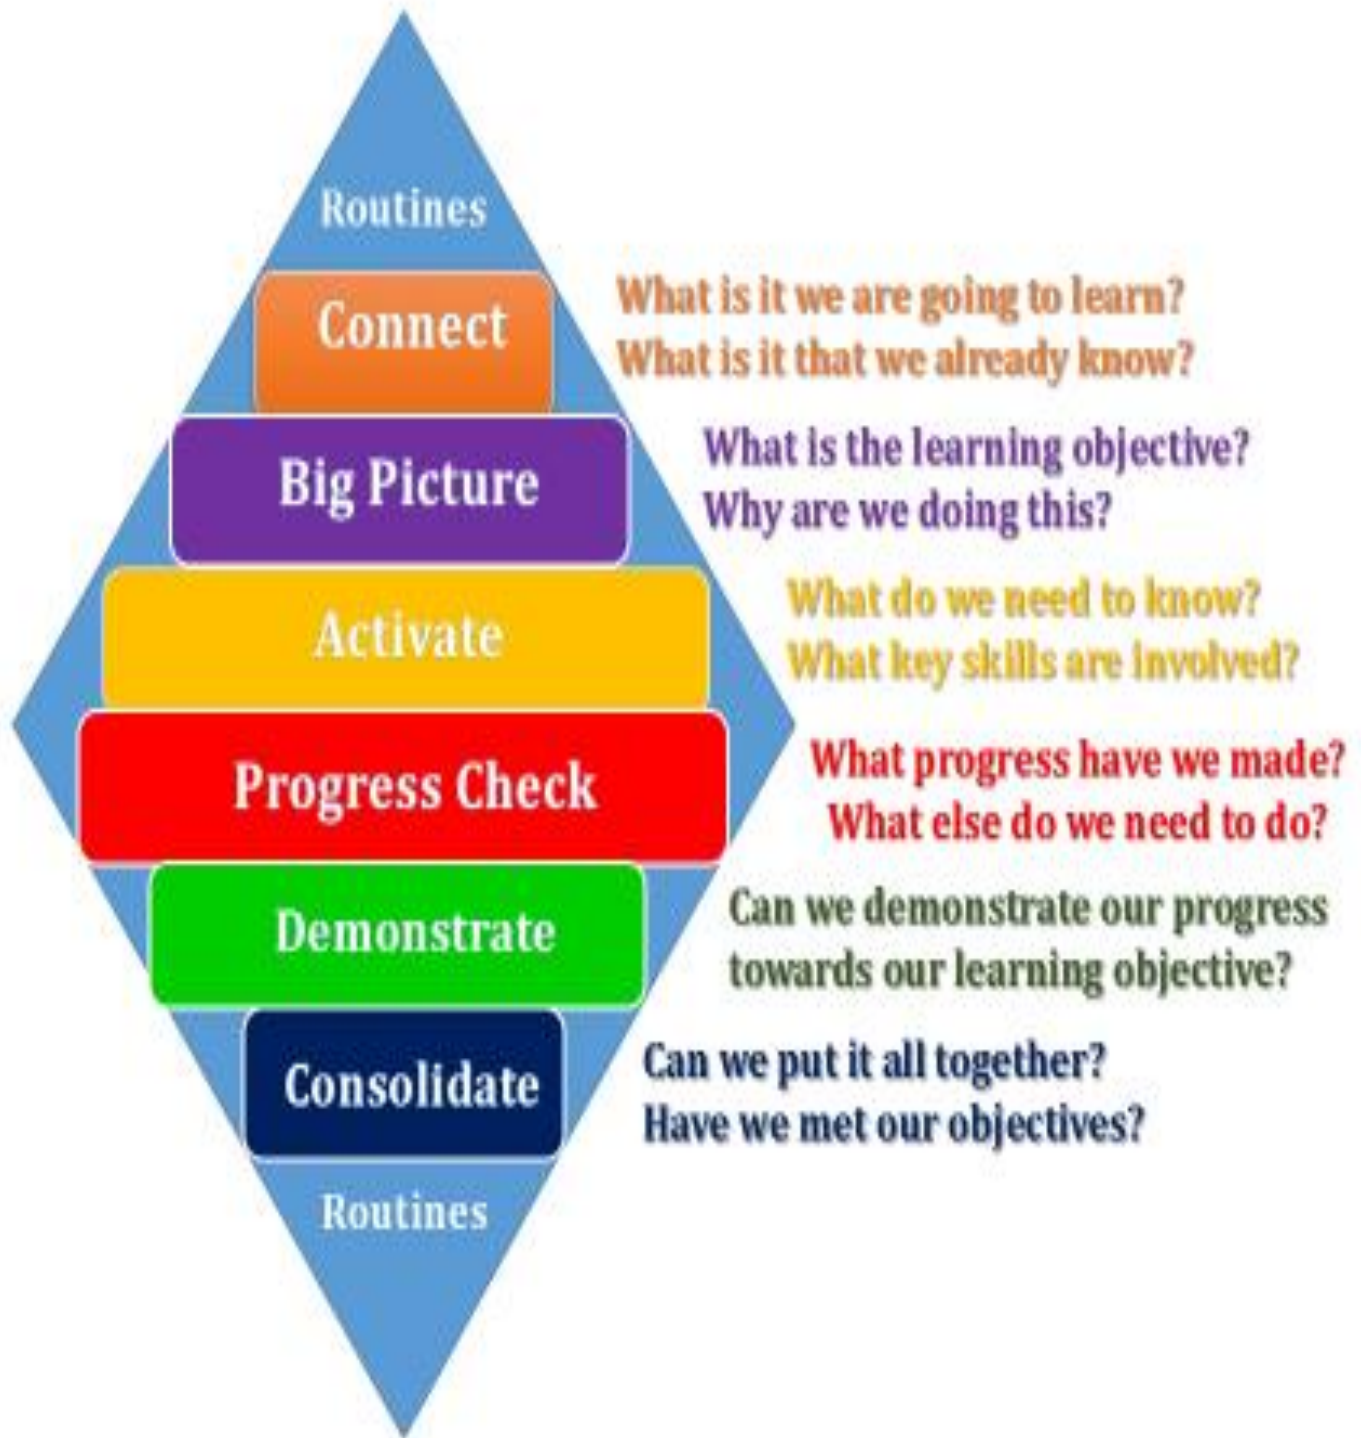 Routines
Connect
What is it we are going to learn?
What is it that we already know?
Big Picture
What is the learning objective?
Why are we doing this?
Activate
What do we need to know?
What key skills are involved?
Progress Check
What progress have we made?
What else do we need to do?
Demonstrate
Can we demonstrate our progress
towards our learning objective?
Consolidate
Can we put it all together?
Have we met our objectives?
Routines